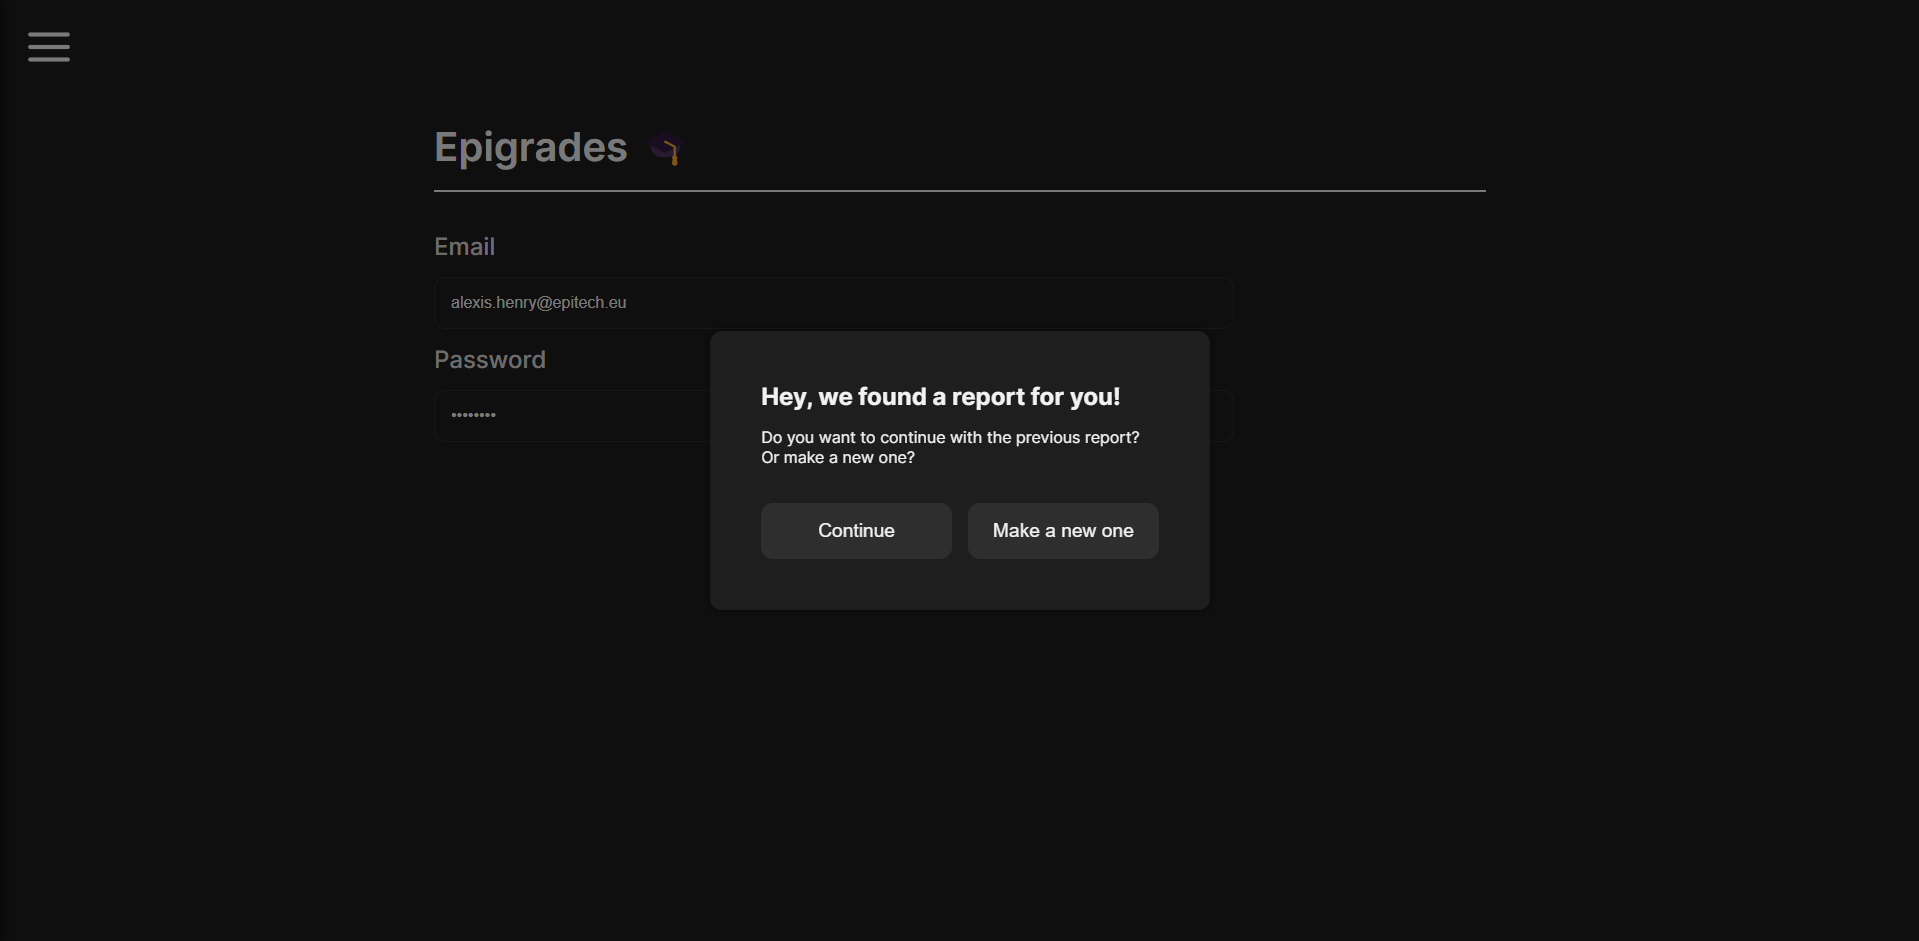 Epigrades
Email
alexis.henry@epitech.eu
Password
••••••••
Hey, we found a report for you!
Do you want to continue with the previous report?
Or make a new one?
Continue
Make a new one